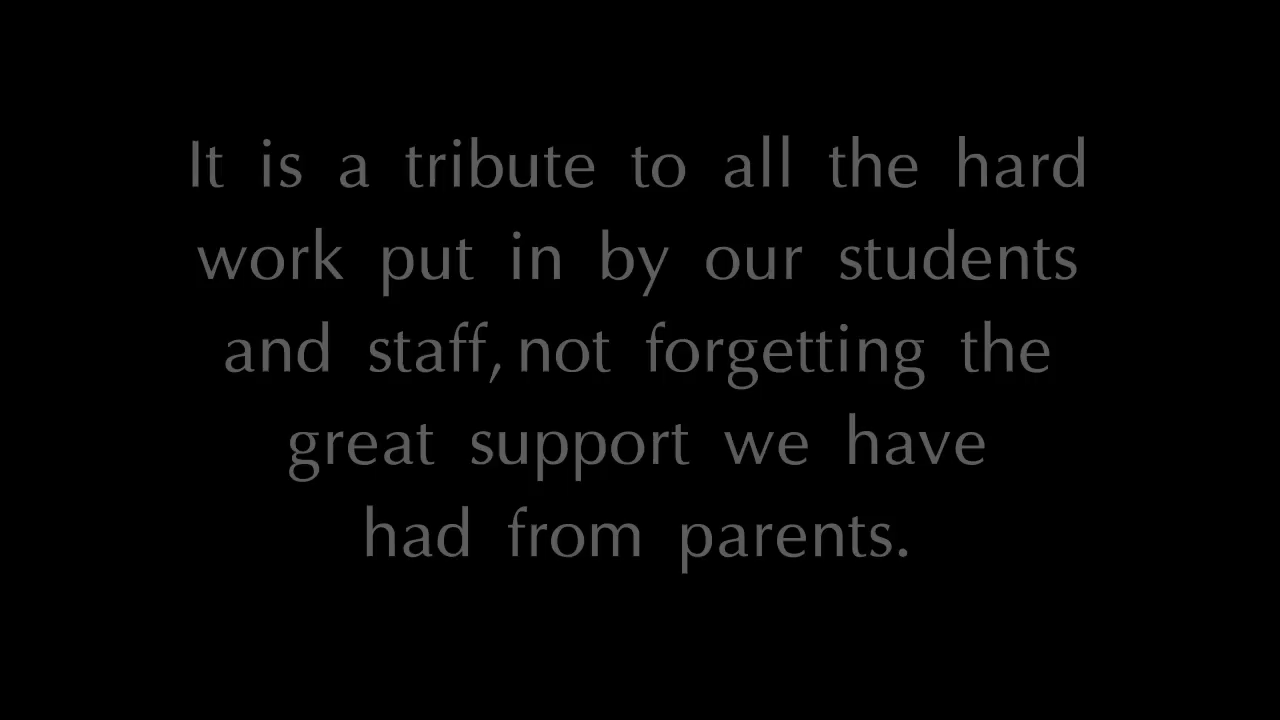 It is a tribute to all the hard
work put in by our students
and staff, not forgetting the
great support we have
had from parents.